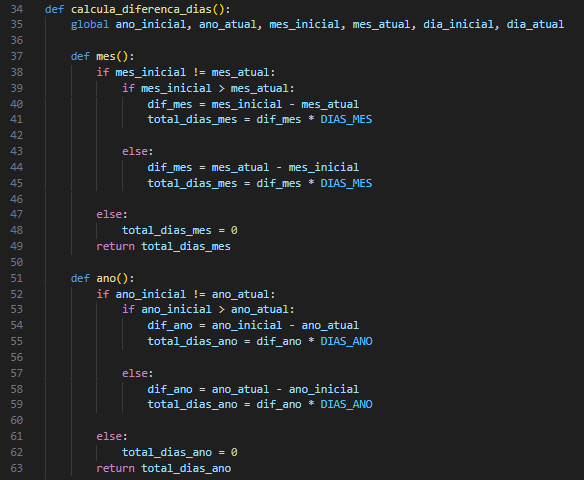 34 def calcula_diferenca_dias():
35     global ano_inicial, ano_atual, mes_inicial, mes_atual, dia_inicial, dia_atual
36
37     def mes():
38         if mes_inicial != mes_atual:
39             if mes_inicial > mes_atual:
40                 dif_mes = mes_inicial - mes_atual
41                 total_dias_mes = dif_mes * DIAS_MES
42
43             else:
44                 dif_mes = mes_atual - mes_inicial
45                 total_dias_mes = dif_mes * DIAS_MES
46
47         else:
48             total_dias_mes = 0
49         return total_dias_mes
50
51     def ano():
52         if ano_inicial != ano_atual:
53             if ano_inicial > ano_atual:
54                 dif_ano = ano_inicial - ano_atual
55                 total_dias_ano = dif_ano * DIAS_ANO
56
57             else:
58                 dif_ano = ano_atual - ano_inicial
59                 total_dias_ano = dif_ano * DIAS_ANO
60
61         else:
62             total_dias_ano = 0
63         return total_dias_ano